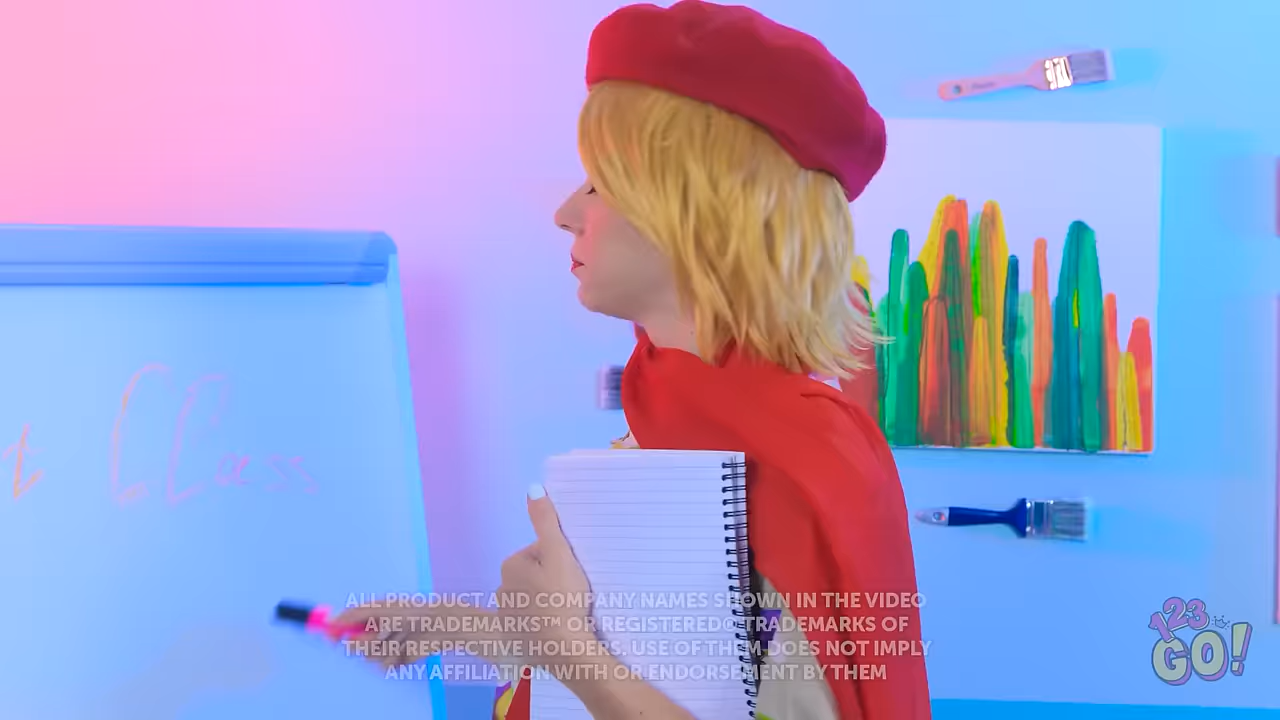 t Class
ALL PRODUCT AND COMPANY NAMES SHOWN IN THE VIDEO
ARE TRADEMARKS™ OR REGISTERED® TRADEMARKS OF
THEIR RESPECTIVE HOLDERS. USE OF THEM DOES NOT IMPLY
ANY AFFILIATION WITH OR ENDORSEMENT BY THEM
123
GO!